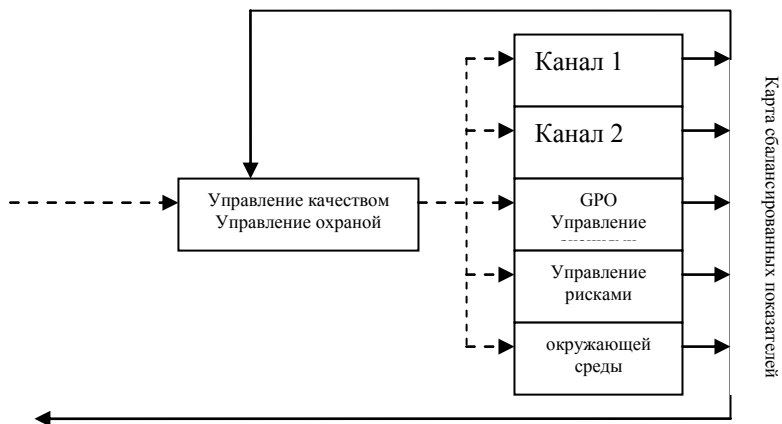 Канал 1
Канал 2
Управление качеством
Управление охраной
GPO
Управление
Управление
рисками
окружающей
среды
Карта сбалансированных показателей